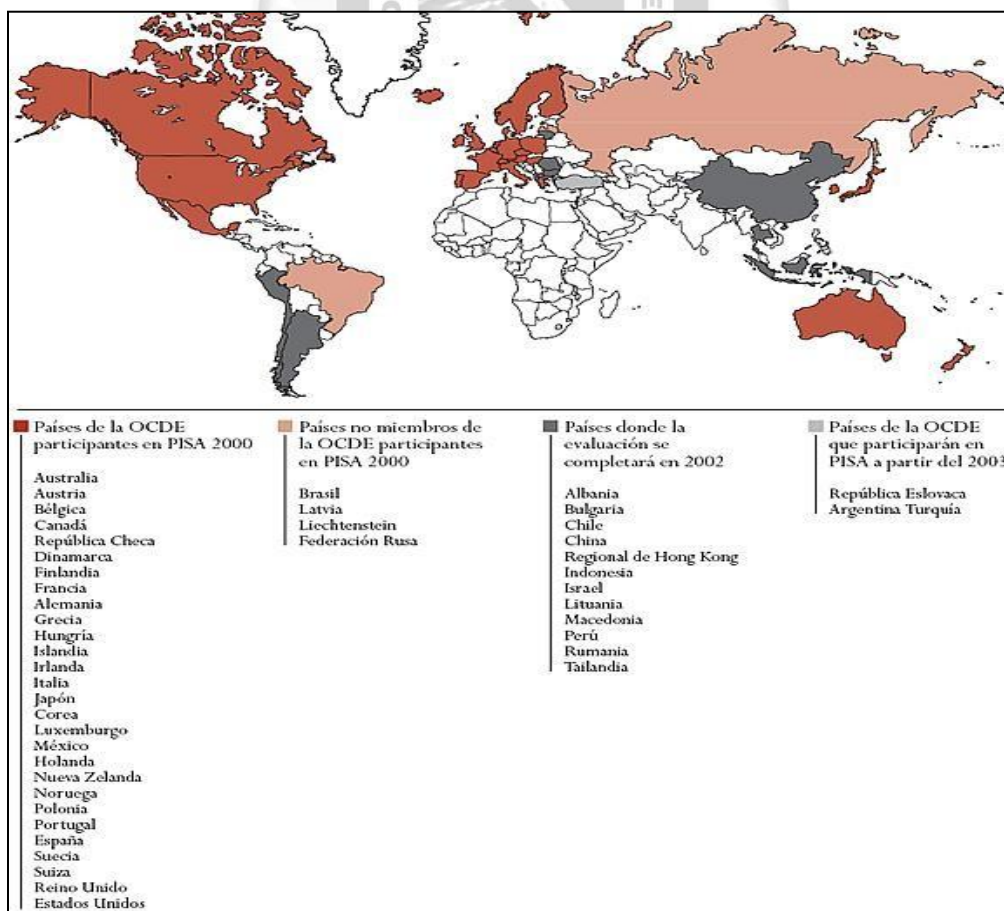 Países de la OCDE
participantes en PISA 2000
Australia
Austria
Bélgica
Canadá
República Checa
Dinamarca
Finlandia
Francia
Alemania
Grecia
Hungría
Islandia
Irlanda
Italia
Japón
Corea
Luxemburgo
México
Holanda
Nueva Zelanda
Noruega
Polonia
Portugal
España
Suecia
Suiza
Reino Unido
Estados Unidos
Países no miembros de
la OCDE participantes
en PISA 2000
Brasil
Latvia
Liechtenstein
Federación Rusa
Países donde la
evaluación se
completará en 2002
Albania
Bulgaria
Chile
China
Regional de Hong Kong
Indonesia
Israel
Lituania
Macedonia
Perú
Rumania
Tailandia
Países de la OCDE
que participarán en
PISA a partir del 2003
República Eslovaca
Argentina Turquía